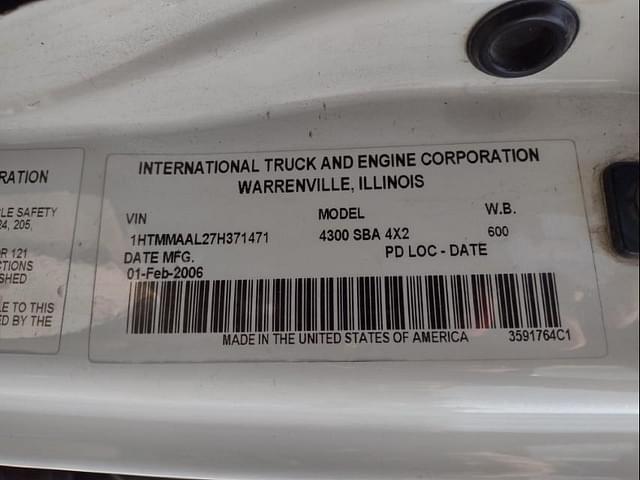 RATION
LE SAFETY
24, 205,
R 121
CTIONS
SHED
E TO THIS
ED BY THE
INTERNATIONAL TRUCK AND ENGINE CORPORATION
WARRENVILLE, ILLINOIS
VIN MODEL W.B.
1HTMMAAL27H371471 4300 SBA 4X2 600
DATE MFG. PD LOC - DATE
01-Feb-2006
MADE IN THE UNITED STATES OF AMERICA 3591764C1